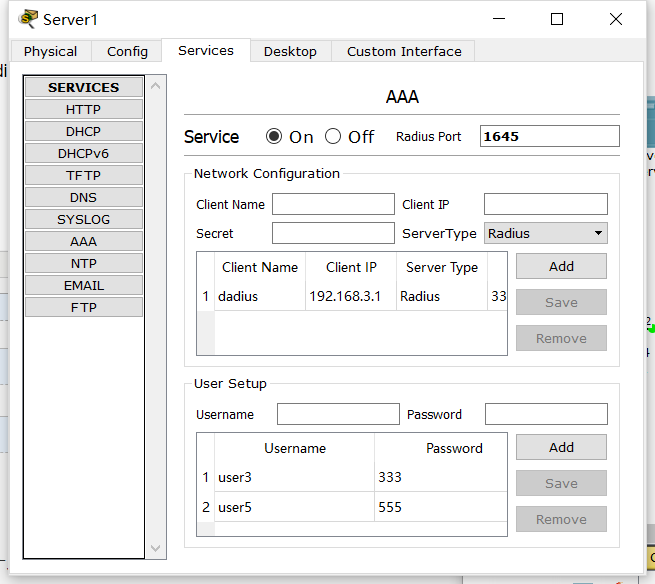 Server1
Physical Config Services Desktop Custom Interface
SERVICES
HTTP
DHCP
DHCPv6
TFTP
DNS
SYSLOG
AAA
NTP
EMAIL
FTP
AAA
Service On Off Radius Port 1645
Network Configuration
Client Name Client IP
Secret ServerType Radius
Client Name Client IP Server Type
1 dadius 192.168.3.1 Radius 33
Add
Save
Remove
User Setup
Username Password
Username Password
1 user3 333
2 user5 555
Add
Save
Remove